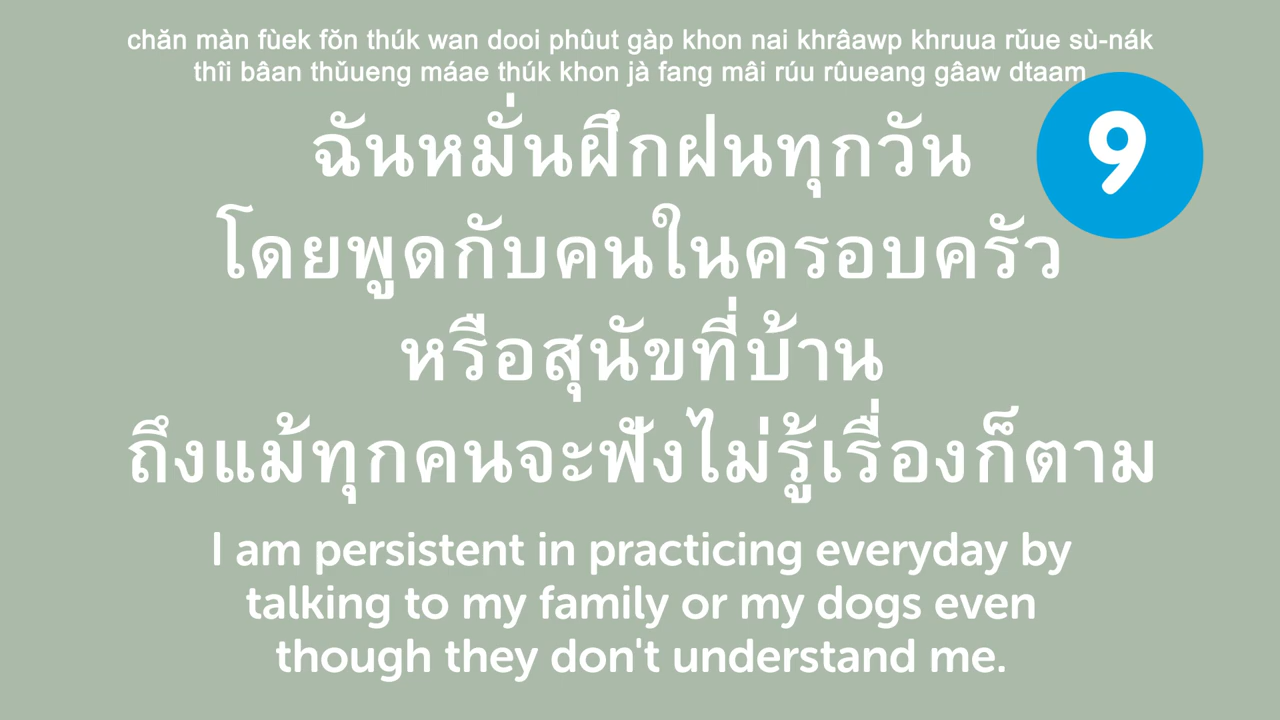 chăn màn fùek fŏn thúk wan dooi phûut gàp khon nai khrâawp khruua rŭue sù-nák
thîi bâan thŭueng máae thúk khon jà fang mâi rúu rûueang gâaw dtaam
ฉันหมั่นฝึกฝนทุกวัน
9
โดยพูดกับคนในครอบครัว
หรือสุนัขที่บ้าน
ถึงแม้ทุกคนจะฟังไม่รู้เรื่องก็ตาม
I am persistent in practicing everyday by
talking to my family or my dogs even
though they don't understand me.